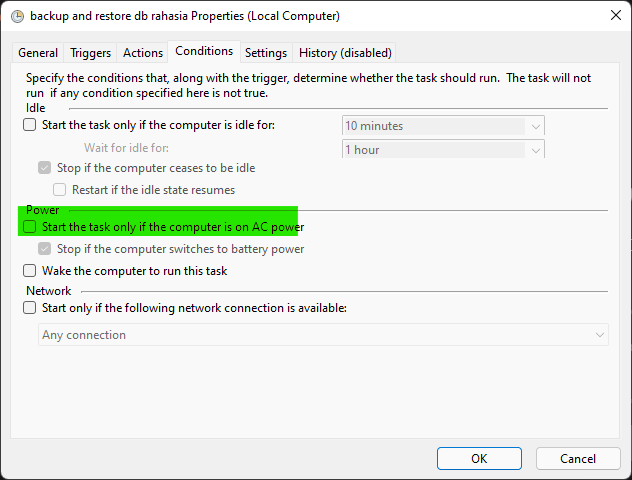 backup and restore db rahasia Properties (Local Computer)
General Triggers Actions Conditions Settings History (disabled)
Specify the conditions that, along with the trigger, determine whether the task should run. The task will not
run if any condition specified here is not true.
Idle
Start the task only if the computer is idle for: 10 minutes
Wait for idle for: 1 hour
Stop if the computer ceases to be idle
Restart if the idle state resumes
Power
Start the task only if the computer is on AC power
Stop if the computer switches to battery power
Wake the computer to run this task
Network
Start only if the following network connection is available:
Any connection
OK Cancel